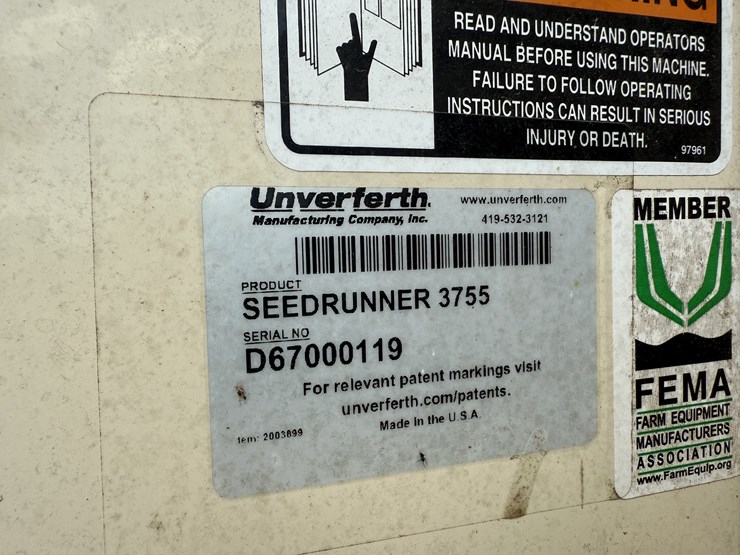 READ AND UNDERSTAND OPERATORS
MANUAL BEFORE USING THIS MACHINE.
FAILURE TO FOLLOW OPERATING
INSTRUCTIONS CAN RESULT IN SERIOUS
INJURY OR DEATH.
97961
Unverferth.
www.unverferth.com
Manufacturing Company, Inc.
419-532-3121
PRODUCT
SEEDRUNNER 3755
SERIAL NO
D67000119
For relevant patent markings visit
unverferth.com/patents.
Made in the U.S.A.
Item: 2003899
MEMBER
FEMA
FARM EQUIPMENT
MANUFACTURERS
ASSOCIATION
www.FarmEquip.org